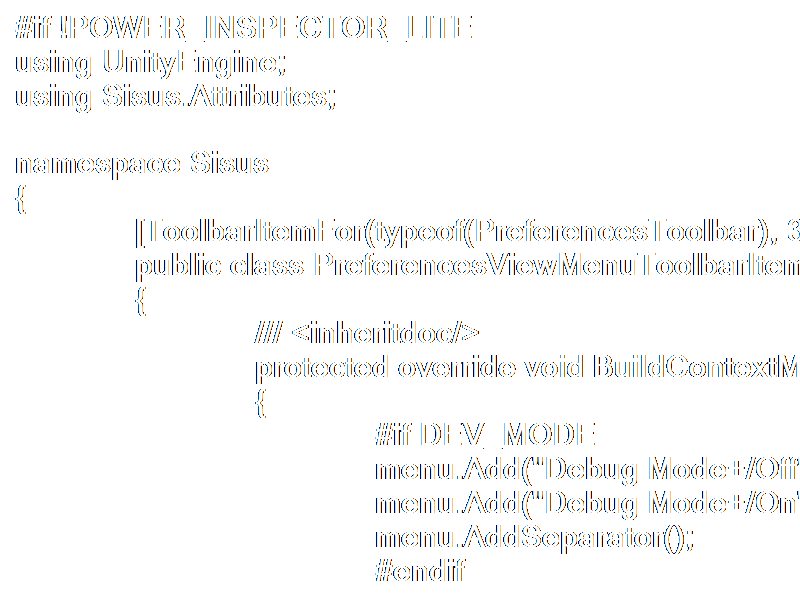 #if !POWER_INSPECTOR_LITE
using UnityEngine;
using Sisus.Attributes;
namespace Sisus
{
[ToolbarItemFor(typeof(PreferencesToolbar), 3
public class PreferencesViewMenuToolbarItem
{
//// <inheritdoc/>
protected override void BuildContextM
{
#if DEV_MODE
menu.Add("Debug Mode+/Off"
menu.Add("Debug Mode+/On"
menu.AddSeparator();
#endif